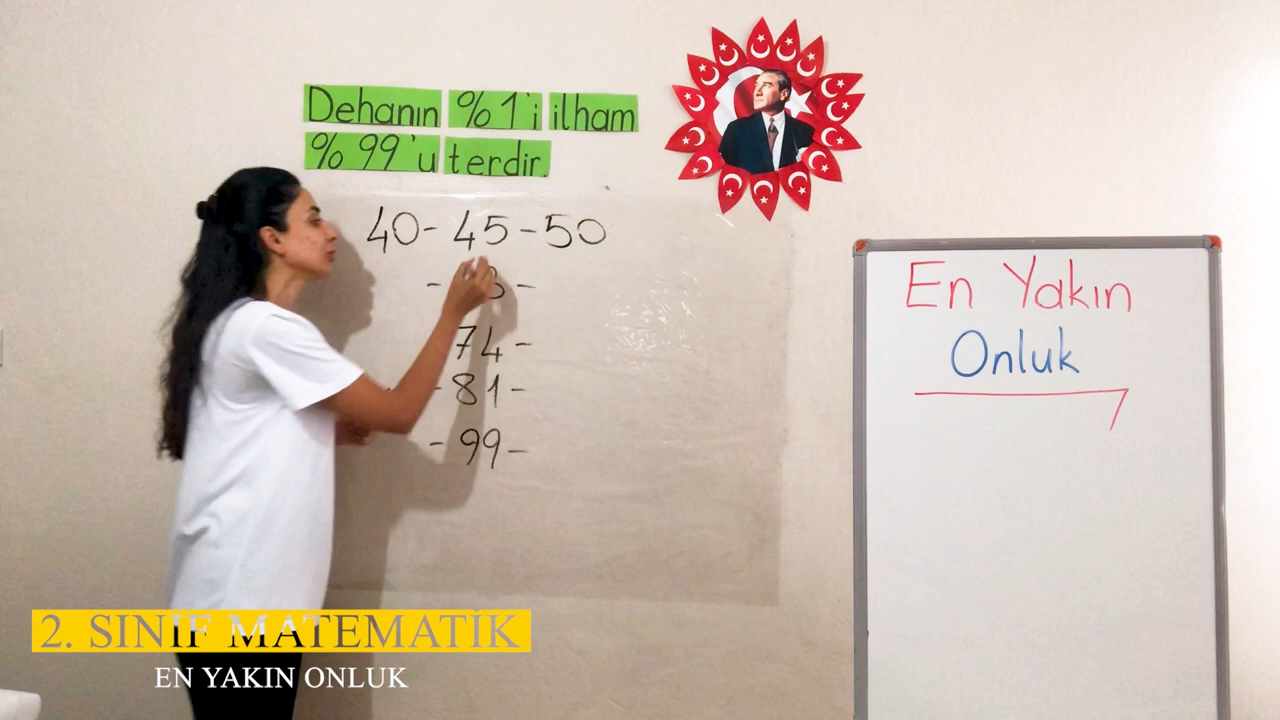 Dehanın %1'i ilham
%99'u terdir.
40-45-50
- 3-
74-
-81-
-99-
En Yakın
Onluk
2. SINIF MATEMATİK
EN YAKIN ONLUK